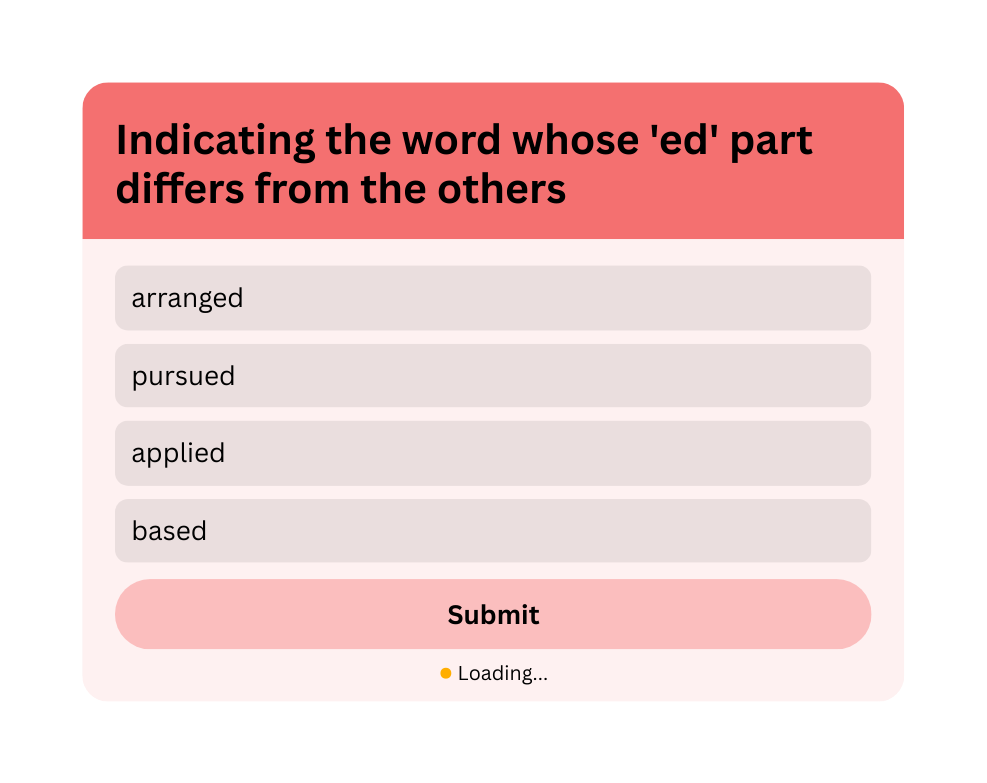 Indicating the word whose 'ed' part
differs from the others
arranged
pursued
applied
based
Submit
Loading...